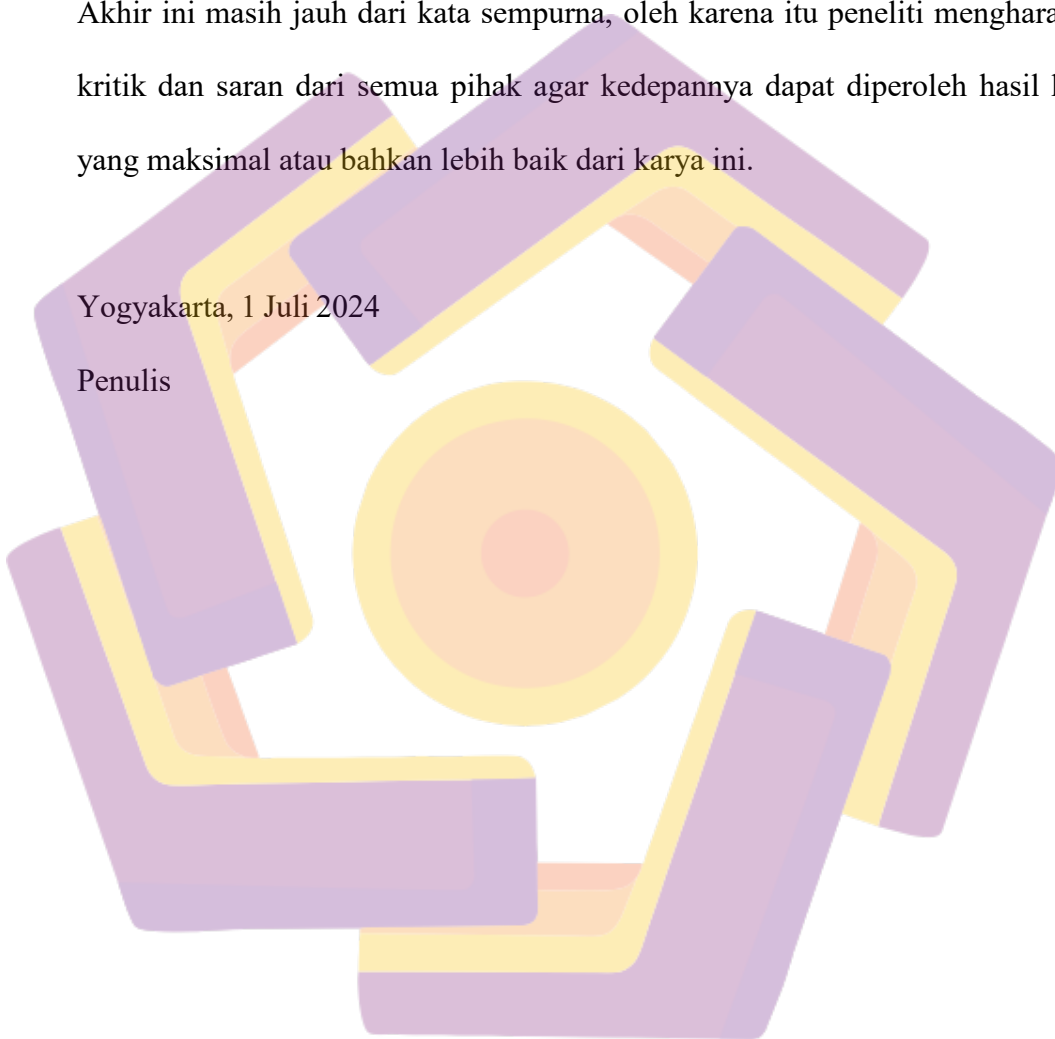 Akhir ini masih jauh dari kata sempurna, oleh karena itu peneliti menghara
kritik dan saran dari semua pihak agar kedepannya dapat diperoleh hasil
yang maksimal atau bahkan lebih baik dari karya ini.
Yogyakarta, 1 Juli 2024
Penulis